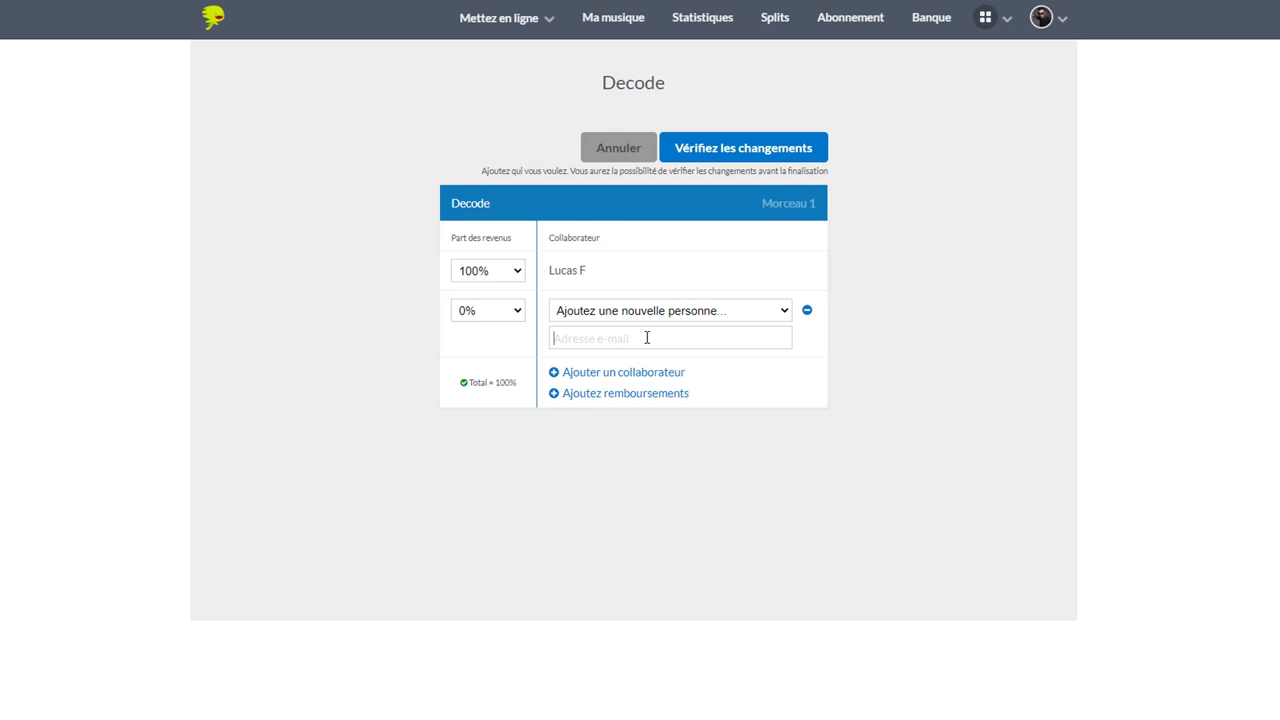 Mettez en ligne
Ma musique
Statistiques
Splits
Abonnement
Banque
Decode
Annuler
Vérifiez les changements
Ajoutez qui vous voulez. Vous aurez la possibilité de vérifier les changements avant la finalisation
Decode
Morceau 1
Part des revenus
Collaborateur
100%
Lucas F
0%
Ajoutez une nouvelle personne...
Adresse e-mail
Total = 100%
Ajouter un collaborateur
Ajoutez remboursements